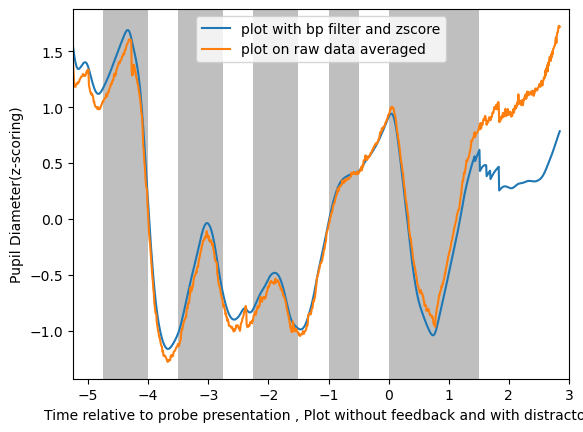 plot with bp filter and zscore
plot on raw data averaged
Pupil Diameter(z-scoring)
1.5
1.0
0.5
0.0
−0.5
−1.0
−5 −4 −3 −2 −1 0 1 2 3
Time relative to probe presentation , Plot without feedback and with distracto